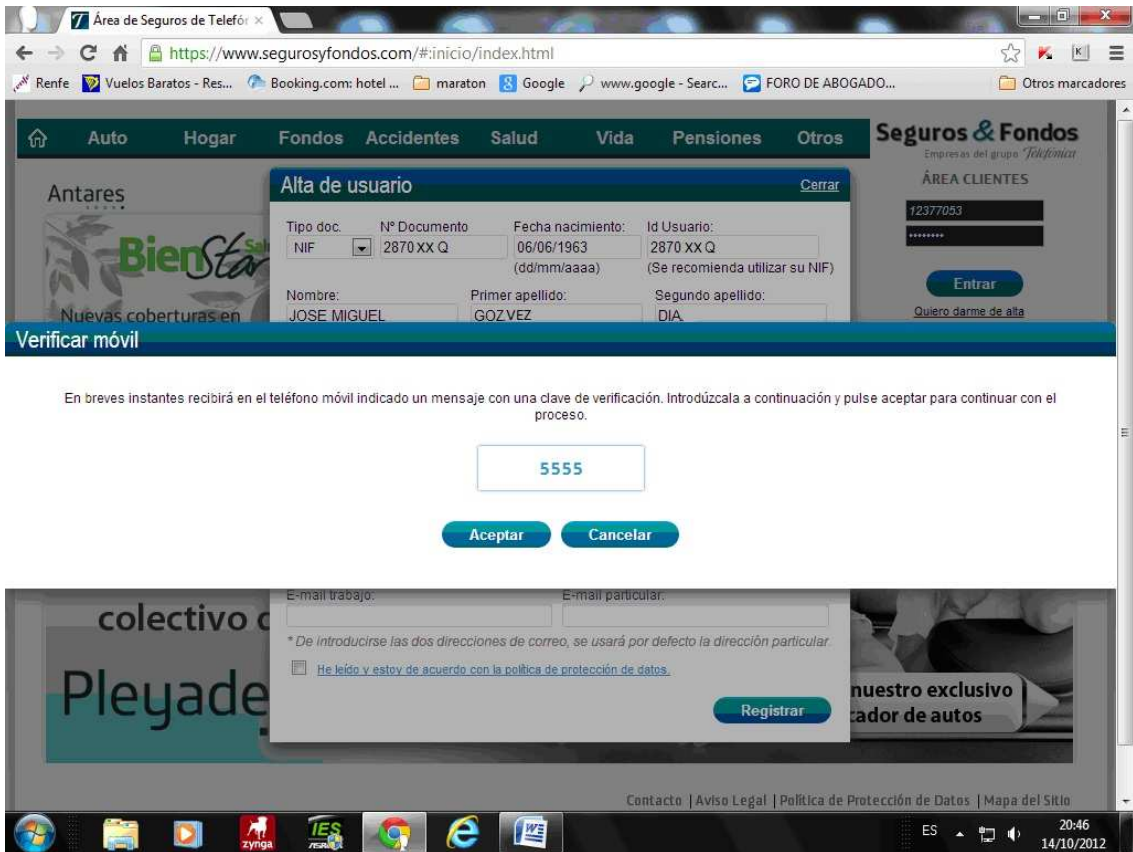 Área de Seguros de Telefór
https://www.segurosyfondos.com/#:inicio/index.html
Renfe Vuelos Baratos - Res... Booking.com: hotel ... maraton Google www.google - Searc... FORO DE ABOGADO... Otros marcadores
Auto Hogar Fondos Accidentes Salud Vida Pensiones Otros
Seguros & Fondos
Empresas del grupo Telefónica
ÁREA CLIENTES
12377053
••••••••
Entrar
Quiero darme de alta
Antares
BienStar
Salud
Nuevas coberturas en
Alta de usuario Cerrar
Tipo doc. Nº Documento Fecha nacimiento: Id Usuario:
NIF 2870 XX Q 06/06/1963 2870 XX Q
(dd/mm/aaaa) (Se recomienda utilizar su NIF)
Nombre: Primer apellido: Segundo apellido:
JOSE MIGUEL GOZVEZ DIA.
Verificar móvil
En breves instantes recibirá en el teléfono móvil indicado un mensaje con una clave de verificación. Introdúzcala a continuación y pulse aceptar para continuar con el
proceso.
5555
Aceptar Cancelar
E-mail trabajo: E-mail particular:
* De introducirse las dos direcciones de correo, se usará por defecto la dirección particular.
He leído y estoy de acuerdo con la política de protección de datos.
Registrar
colectivo
Pleyade
nuestro exclusivo
cador de autos
Contacto | Aviso Legal | Política de Protección de Datos | Mapa del Sitio
zynga
IES
ES
20:46
14/10/2012